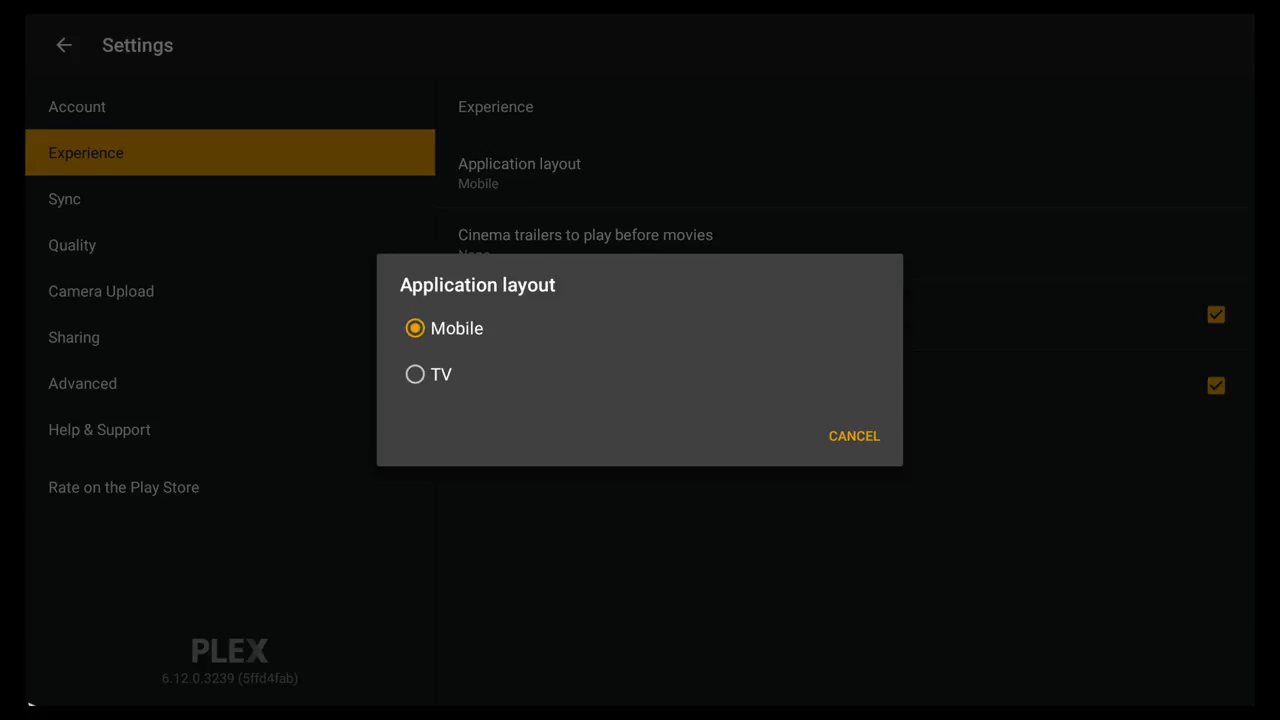 Settings
Account
Experience
Sync
Quality
Camera Upload
Sharing
Advanced
Help & Support
Rate on the Play Store
PLEX
6.12.0.3239 (5ffd4fab)
Experience
Application layout
Mobile
Cinema trailers to play before movies
None
Application layout
Mobile
TV
CANCEL